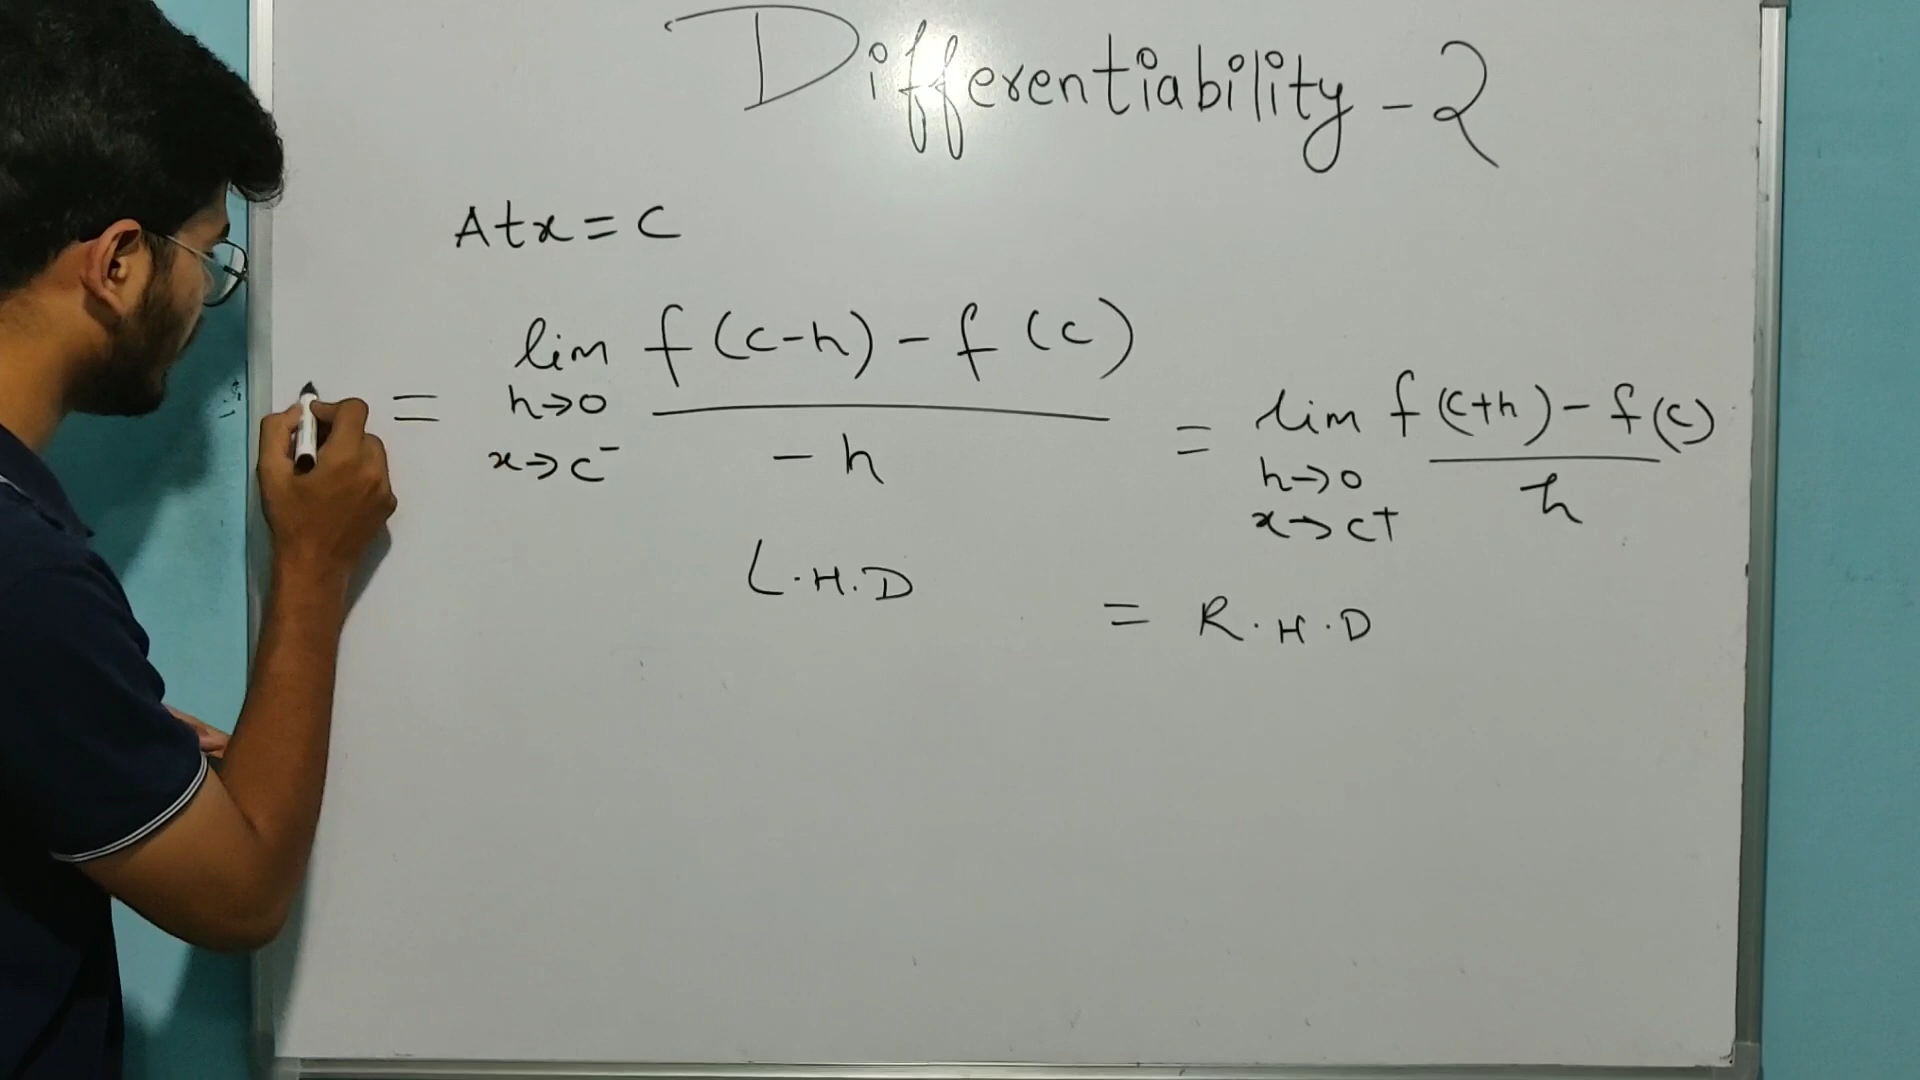 Differentiability - 2
At x = c
= lim f(c-h) - f(c)
h→0
x→c⁻
-h
= lim f(c+h) - f(c)
h→0
x→c+
h
L.H.D
= R.H.D